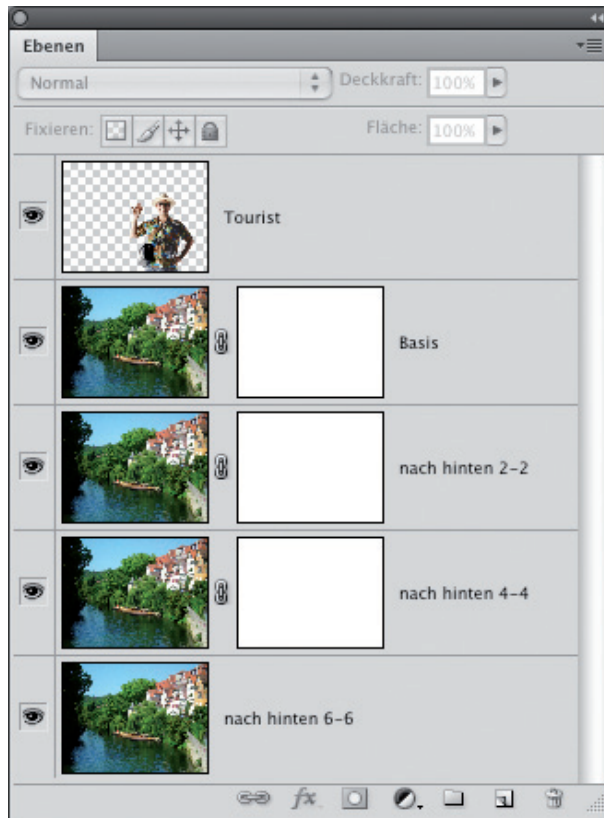 Ebenen
Normal
Deckkraft: 100%
Fixieren:
Fläche: 100%
Tourist
Basis
nach hinten 2-2
nach hinten 4-4
nach hinten 6-6
fx